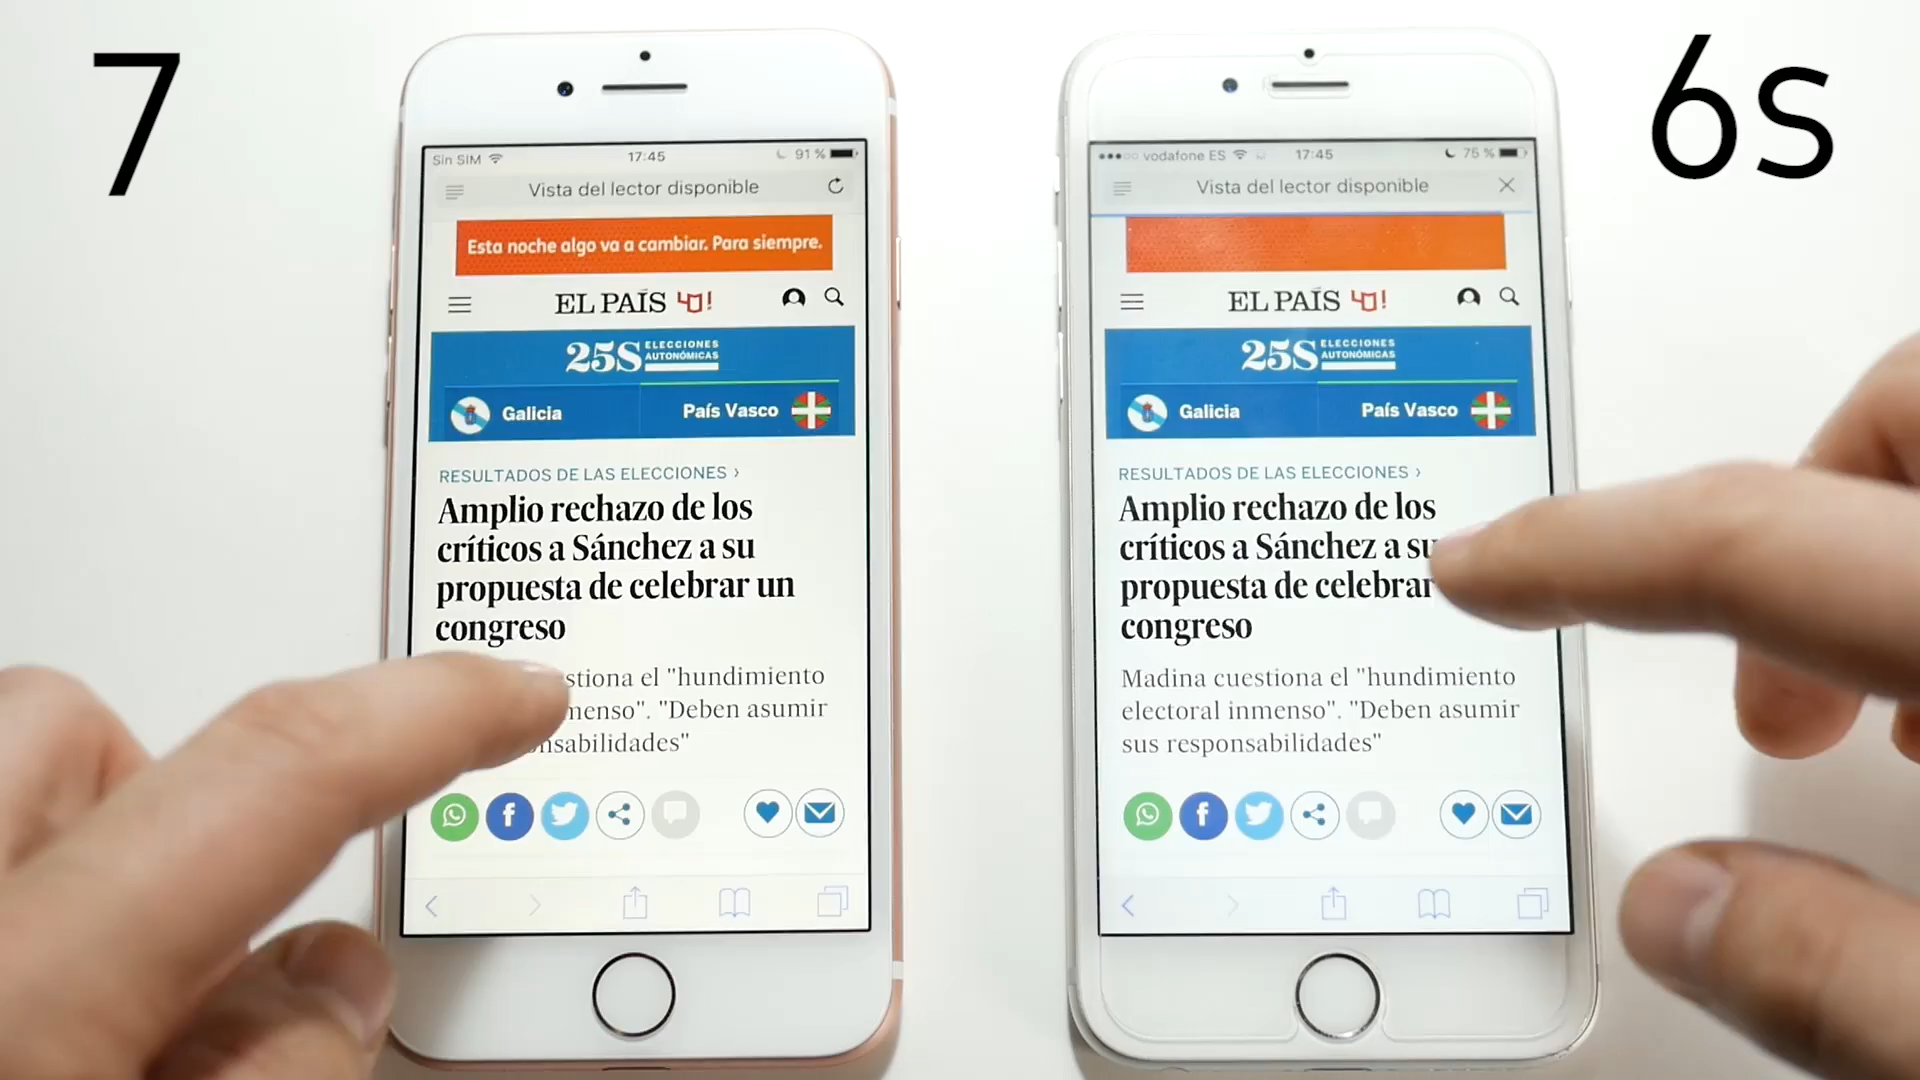 7
Sin SIM 17:45 91 %
Vista del lector disponible
Esta noche algo va a cambiar. Para siempre.
EL PAÍS 40!
25S ELECCIONES
AUTONÓMICAS
Galicia País Vasco
RESULTADOS DE LAS ELECCIONES ›
Amplio rechazo de los
críticos a Sánchez a su
propuesta de celebrar un
congreso
el "hundimiento
"Deben asumir
6s
vodafone ES 17:45 75 %
Vista del lector disponible
EL PAÍS 40!
25S ELECCIONES
AUTONÓMICAS
Galicia País Vasco
RESULTADOS DE LAS ELECCIONES ›
Amplio rechazo de los
críticos a Sánchez a su
propuesta de celebrar
congreso
Madina cuestiona el "hundimiento
electoral inmenso". "Deben asumir
sus responsabilidades"